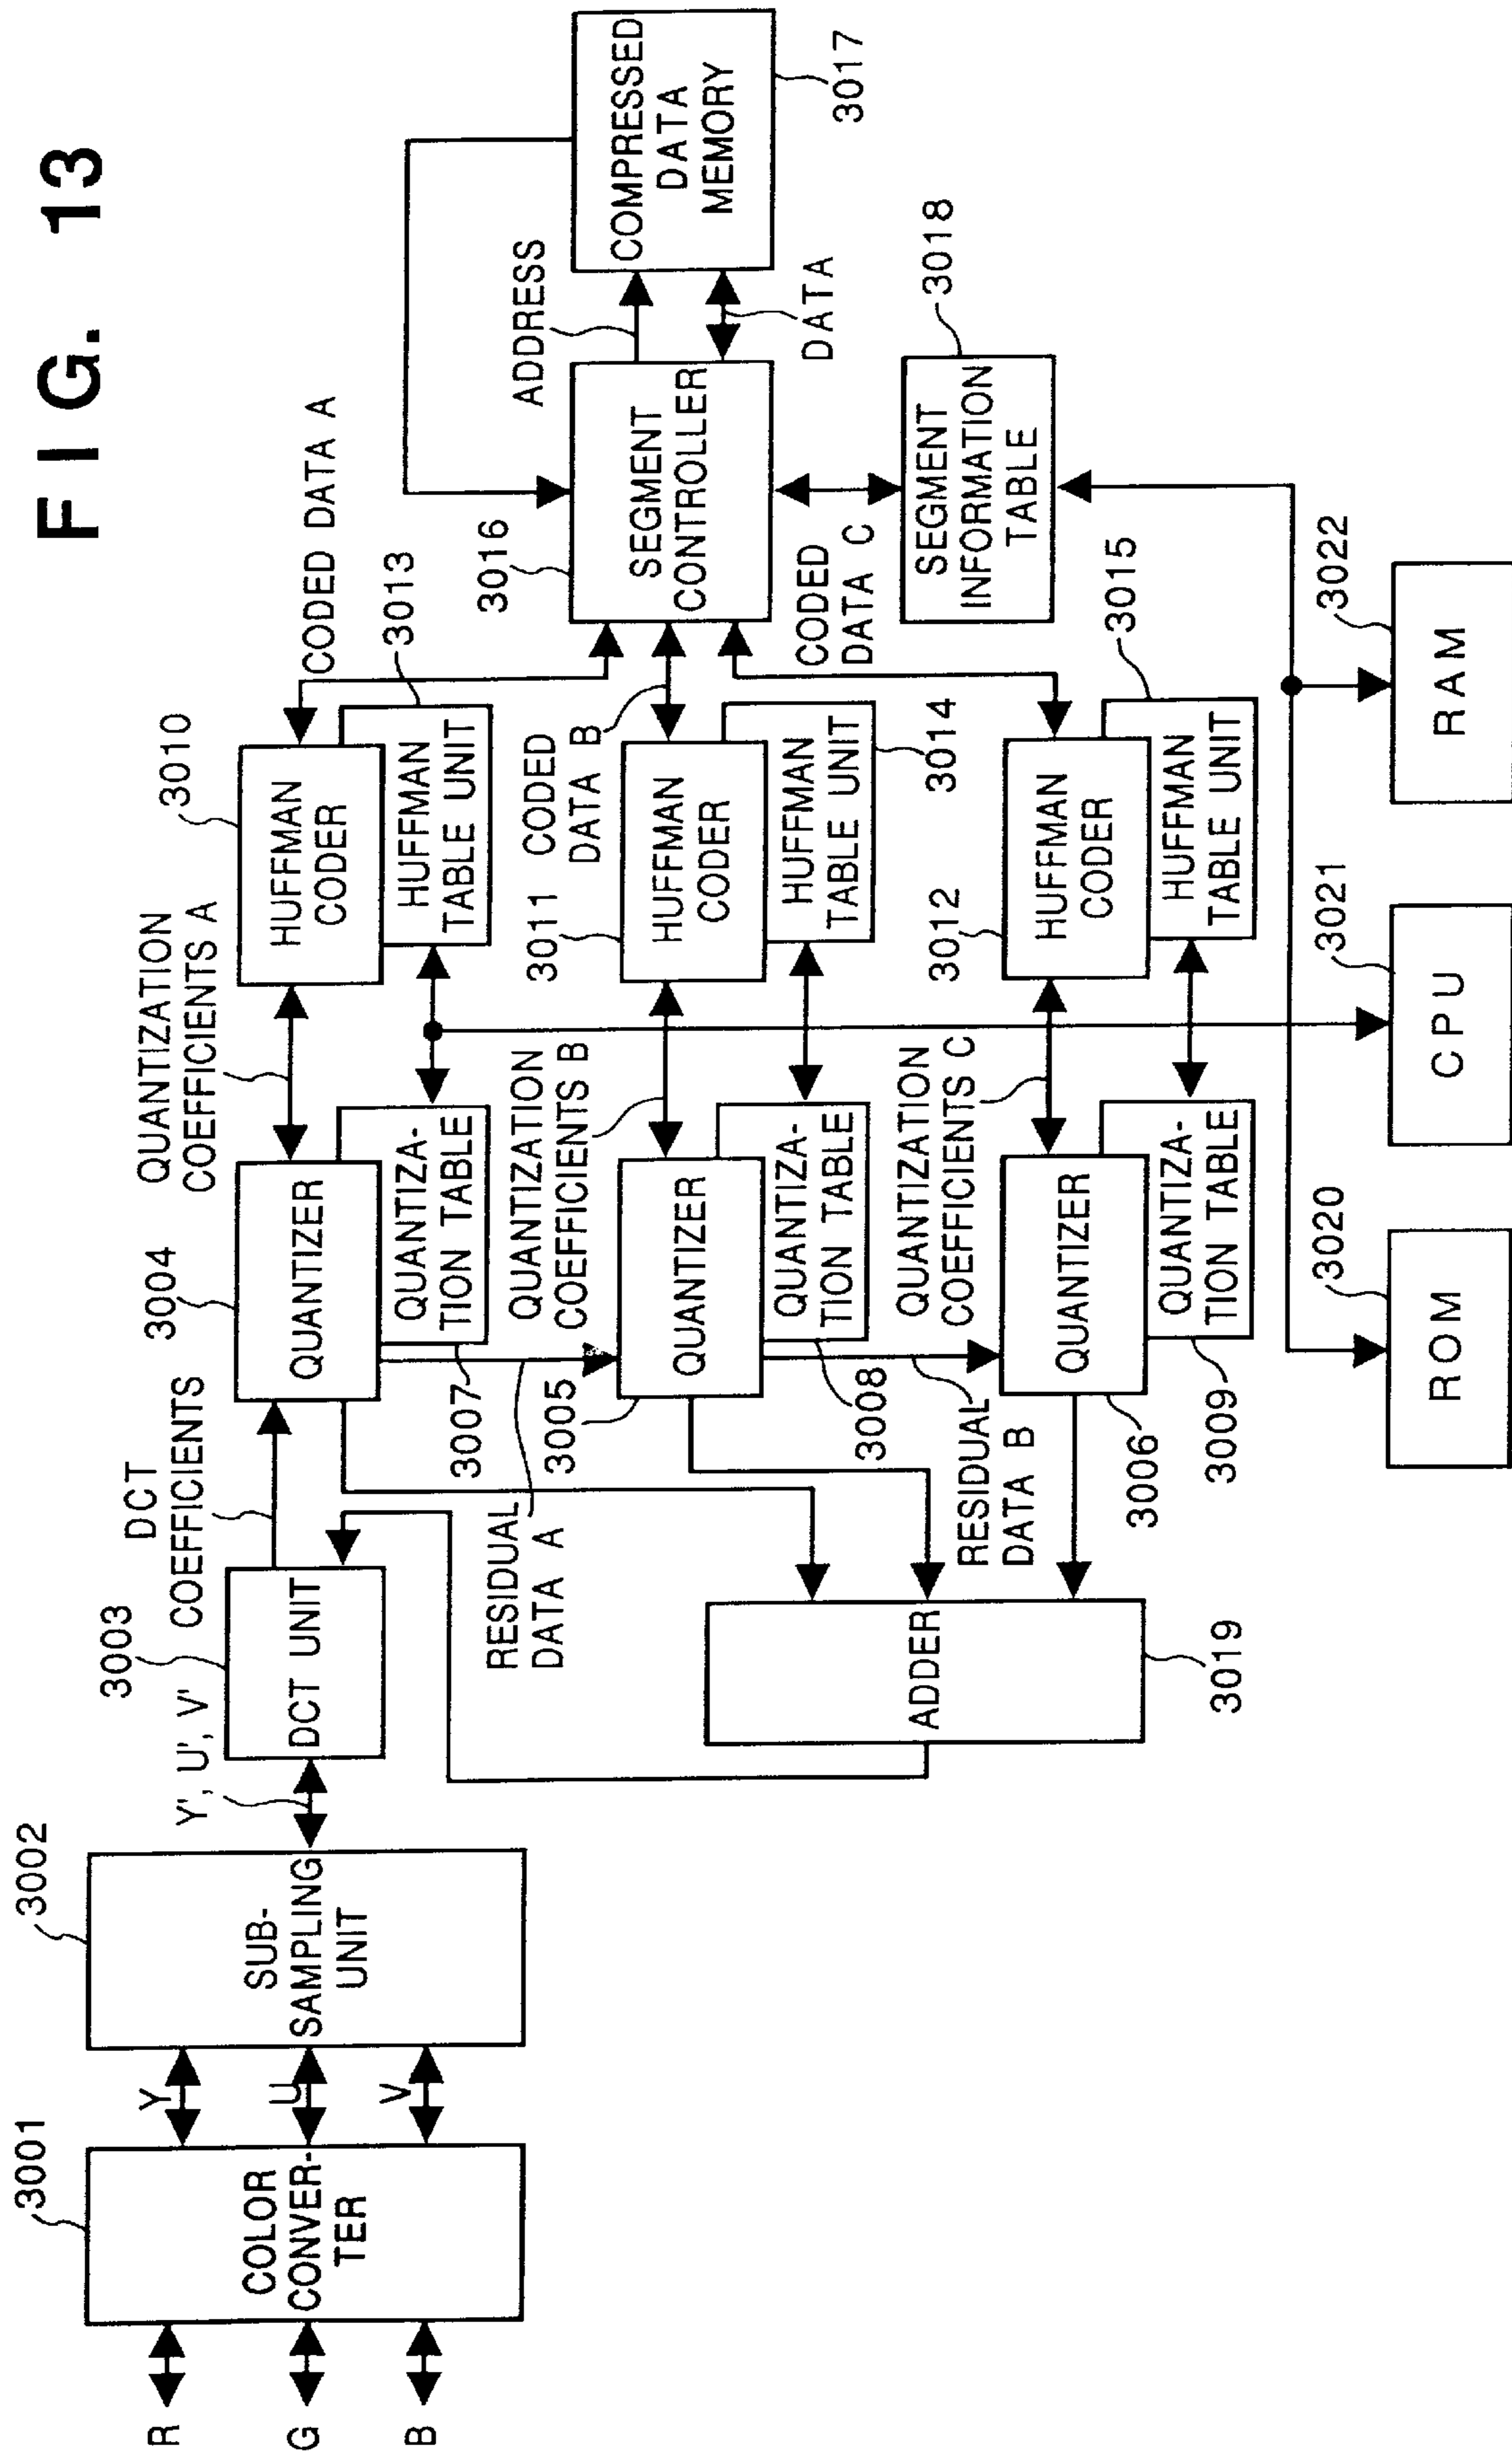 FIG. 13
3001
COLOR
CONVER-
TER
R
G
B
Y
U
V
3002
SUB-
SAMPLING
UNIT
Y', U', V'
3003
DCT UNIT
DCT
COEFFICIENTS
3004
QUANTIZER
QUANTIZA-
TION TABLE
3007
QUANTIZATION
COEFFICIENTS A
3010
HUFFMAN
CODER
HUFFMAN
TABLE UNIT
3013
CODED DATA A
RESIDUAL
DATA A
3005
QUANTIZER
QUANTIZA-
TION TABLE
3008
QUANTIZATION
COEFFICIENTS B
3011
HUFFMAN
CODER
HUFFMAN
TABLE UNIT
3014
CODED
DATA B
RESIDUAL
DATA B
3006
QUANTIZER
QUANTIZA-
TION TABLE
3009
QUANTIZATION
COEFFICIENTS C
3012
HUFFMAN
CODER
HUFFMAN
TABLE UNIT
3015
CODED
DATA C
ADDER
3019
3016
SEGMENT
CONTROLLER
ADDRESS
DATA
COMPRESSED
DATA
MEMORY
3017
3018
SEGMENT
INFORMATION
TABLE
3020
ROM
3021
CPU
3022
RAM